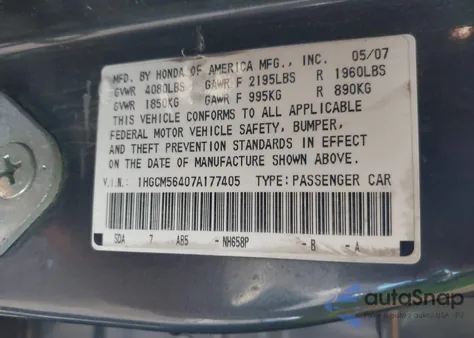 MFD. BY HONDA OF AMERICA MFG., INC. 05/07
GVWR 4080LBS GAWR F 2195LBS R 1960LBS
GVWR 1850KG GAWR F 995KG R 890KG
THIS VEHICLE CONFORMS TO ALL APPLICABLE
FEDERAL MOTOR VEHICLE SAFETY, BUMPER,
AND THEFT PREVENTION STANDARDS IN EFFECT
ON THE DATE OF MANUFACTURE SHOWN ABOVE.
V.I.N.: 1HGCM56407A177405 TYPE: PASSENGER CAR
SDA 7 AB5 -NH658P -B -A
autoSnap